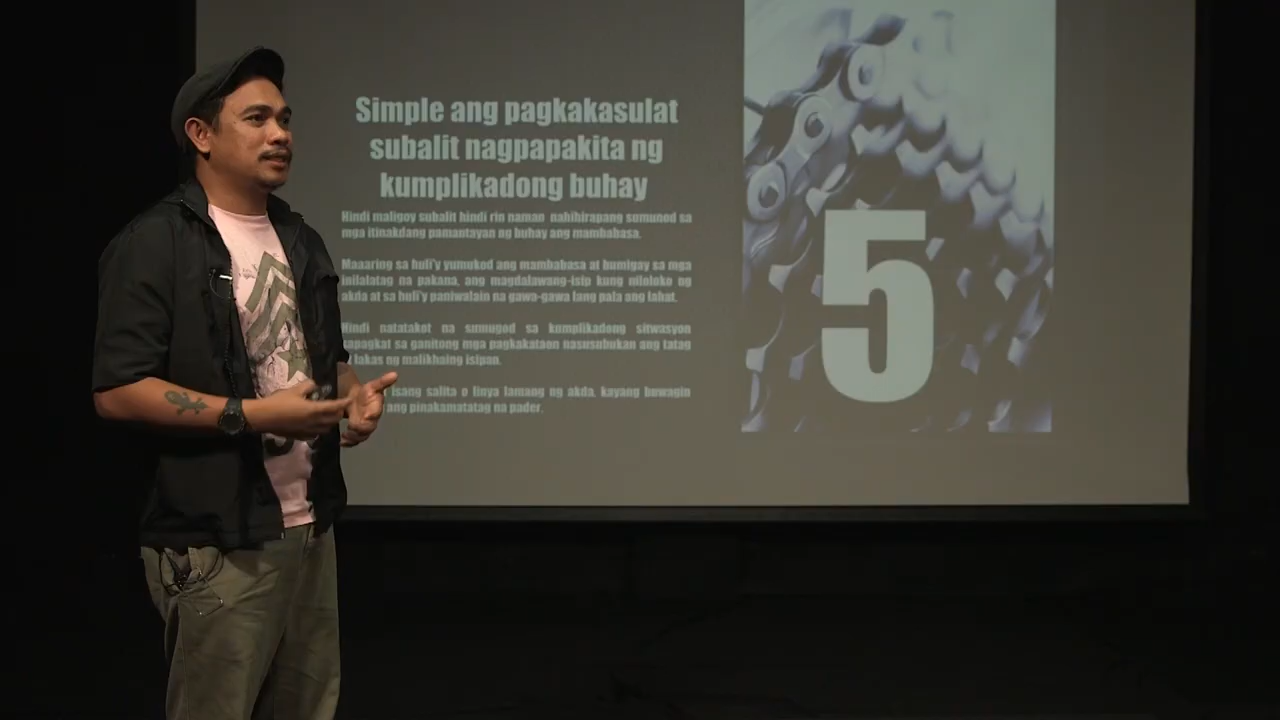 Simple ang pagkakasulat
subalit nagpapakita ng
kumplikadong buhay
Hindi maligoy subalit hindi rin naman nahihirapang sumunod sa
mga itinakdang pamantayan ng buhay ang mambabasa.
Maaaring sa huli'y yumukod ang mambabasa at bumigay sa mga
inilalatag na pakana, ang magdalawang-isip kung niloloko ng
akda at sa huli'y paniwalain na gawa-gawa lang pala ang lahat.
Hindi natatakot na sumugod sa kumplikadong sitwasyon
sapagkat sa ganitong mga pagkakataon nasusubukan ang tatag
lakas ng malikhaing isipan.
isang salita o linya lamang ng akda, kayang buwagin
ang pinakamatatag na pader.
5